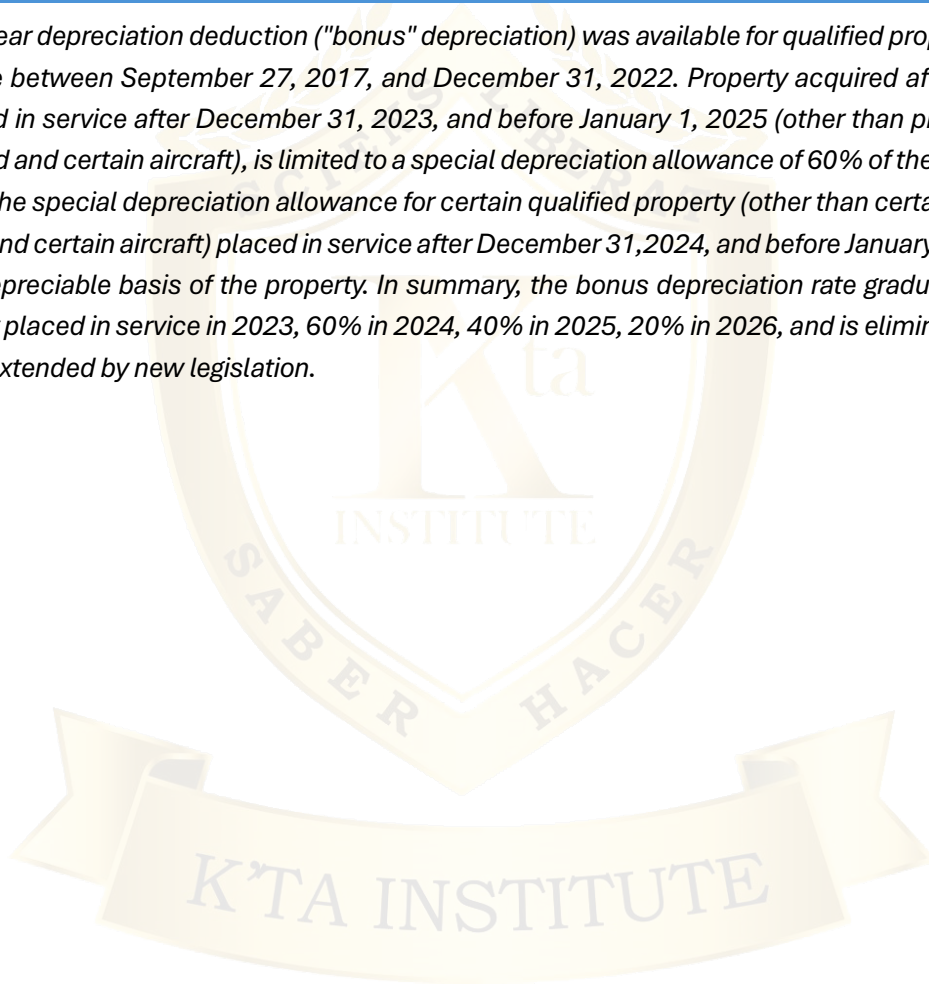 ear depreciation deduction ("bonus" depreciation) was available for qualified prop
e between September 27, 2017, and December 31, 2022. Property acquired af
d in service after December 31, 2023, and before January 1, 2025 (other than p
d and certain aircraft), is limited to a special depreciation allowance of 60% of the
he special depreciation allowance for certain qualified property (other than certa
nd certain aircraft) placed in service after December 31,2024, and before January
epreciable basis of the property. In summary, the bonus depreciation rate gradu
placed in service in 2023, 60% in 2024, 40% in 2025, 20% in 2026, and is elimin
xtended by new legislation.
SCIENS LIBERAT
K'ta
INSTITUTE
SABER HACER
K'TA INSTITUTE